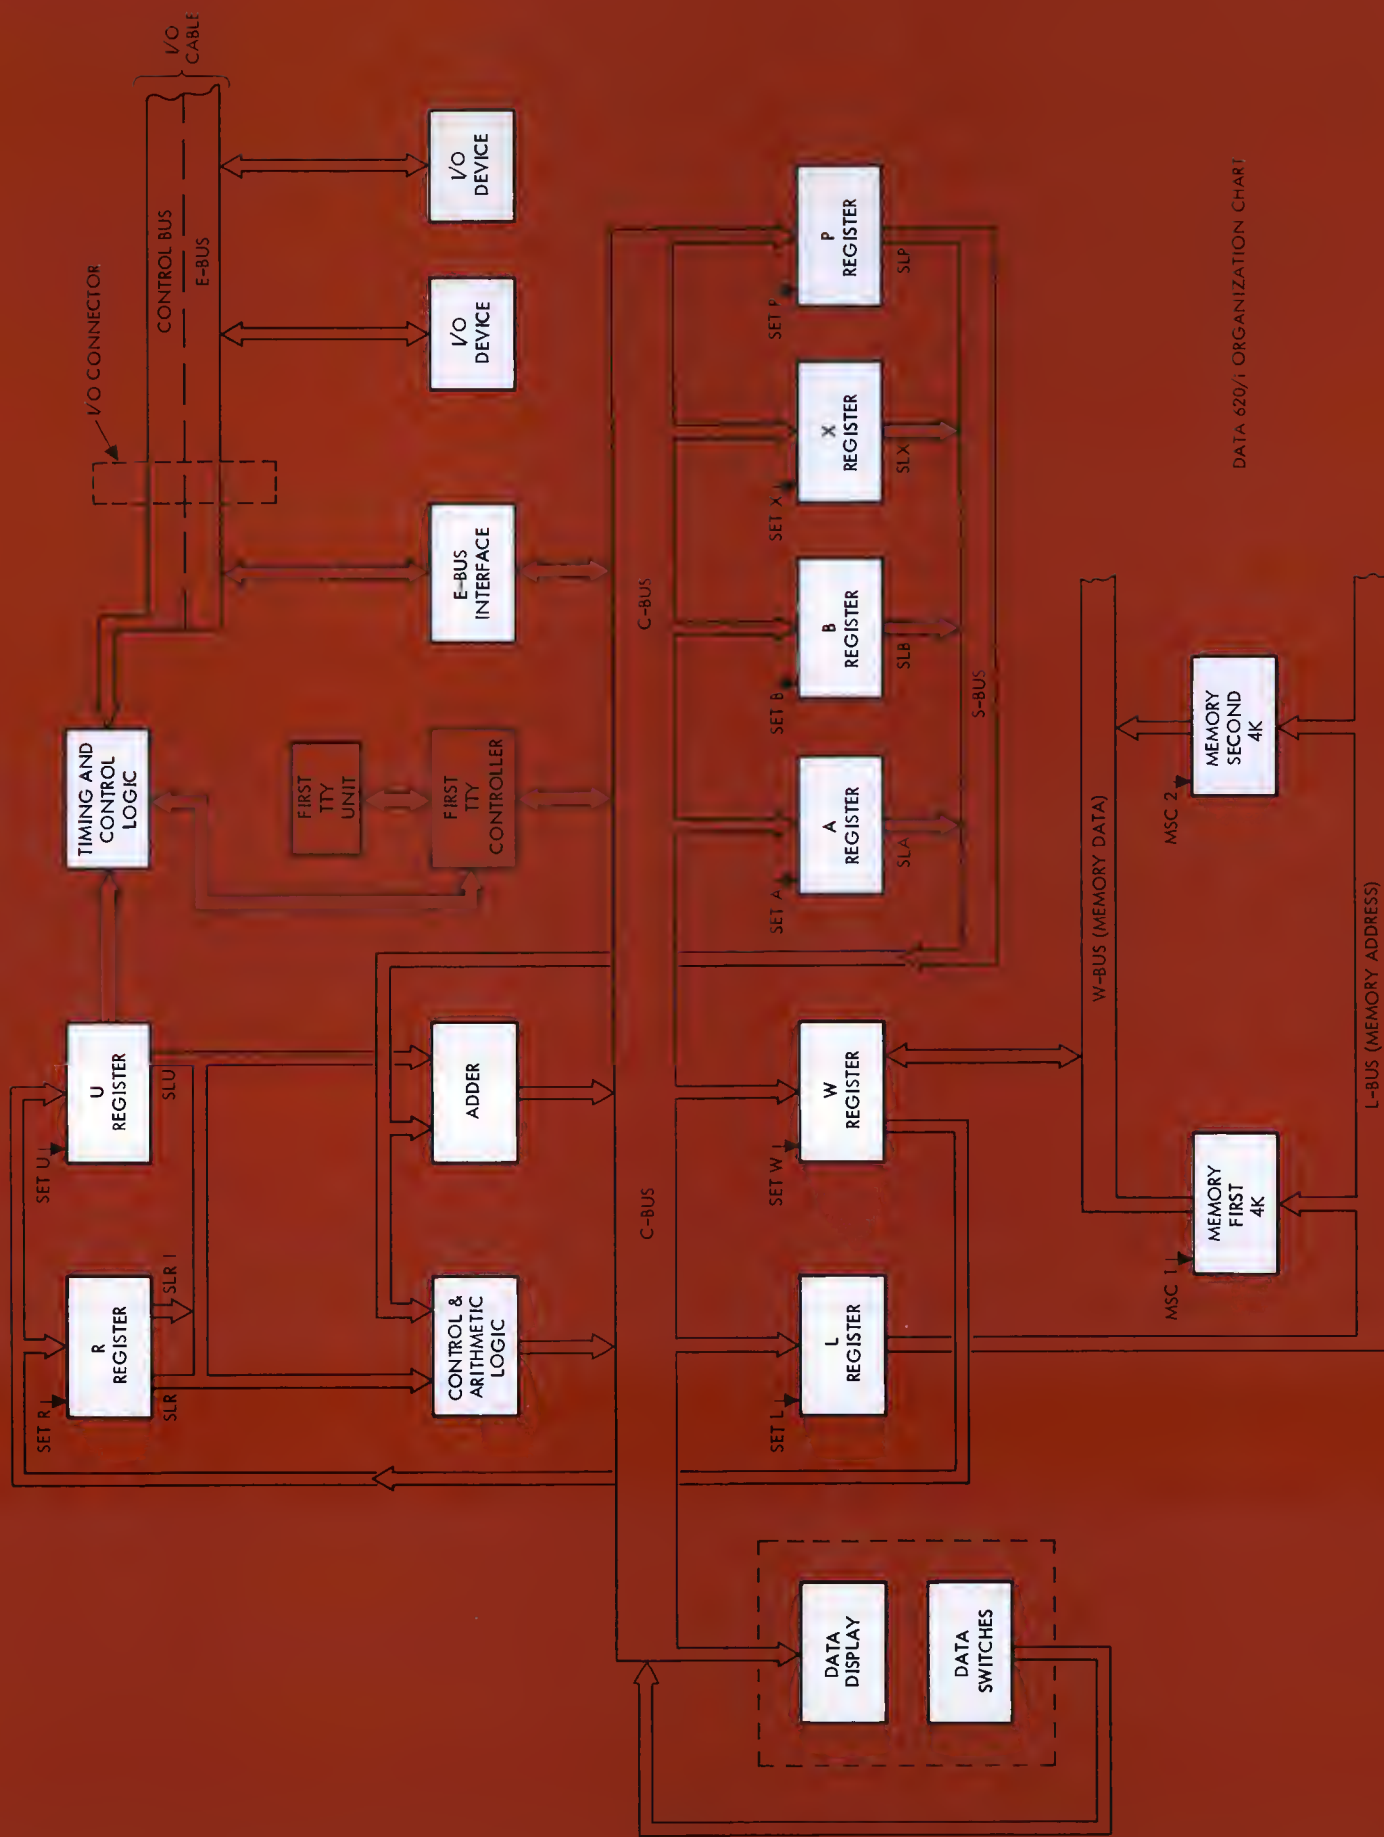 SET R
R
REGISTER
SLR
SLR I
SET U
U
REGISTER
SLU
TIMING AND
CONTROL
LOGIC
I/O CONNECTOR
CONTROL BUS
E-BUS
I/O
CABLE
FIRST
TTY
UNIT
CONTROL &
ARITHMETIC
LOGIC
ADDER
FIRST
TTY
CONTROLLER
E-BUS
INTERFACE
I/O
DEVICE
I/O
DEVICE
C-BUS
C-BUS
DATA
DISPLAY
DATA
SWITCHES
SET L
L
REGISTER
SET W
W
REGISTER
SET A
A
REGISTER
SLA
SET B
B
REGISTER
SLB
SET X
X
REGISTER
SLX
SET P
P
REGISTER
SLP
S-BUS
W-BUS (MEMORY DATA)
MSC 1
MEMORY
FIRST
4K
MSC 2
MEMORY
SECOND
4K
L-BUS (MEMORY ADDRESS)
DATA 620/i ORGANIZATION CHART